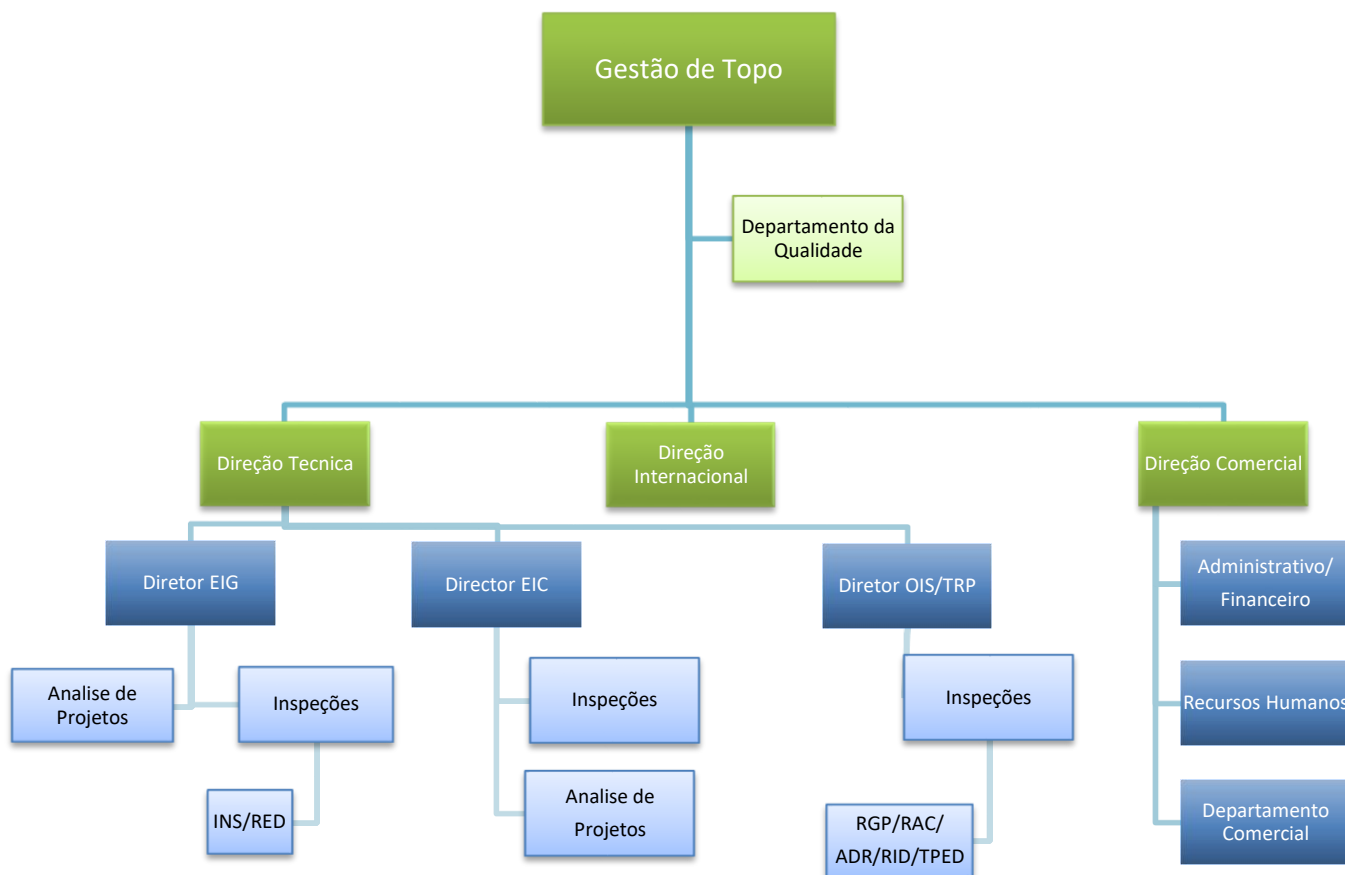 Gestão de Topo
Departamento da
Qualidade
Direção Tecnica
Direção
Internacional
Direção Comercial
Diretor EIG
Director EIC
Diretor OIS/TRP
Administrativo/
Financeiro
Analise de
Projetos
Inspeções
Inspeções
Inspeções
Recursos Humanos
INS/RED
Analise de
Projetos
RGP/RAC/
ADR/RID/TPED
Departamento
Comercial